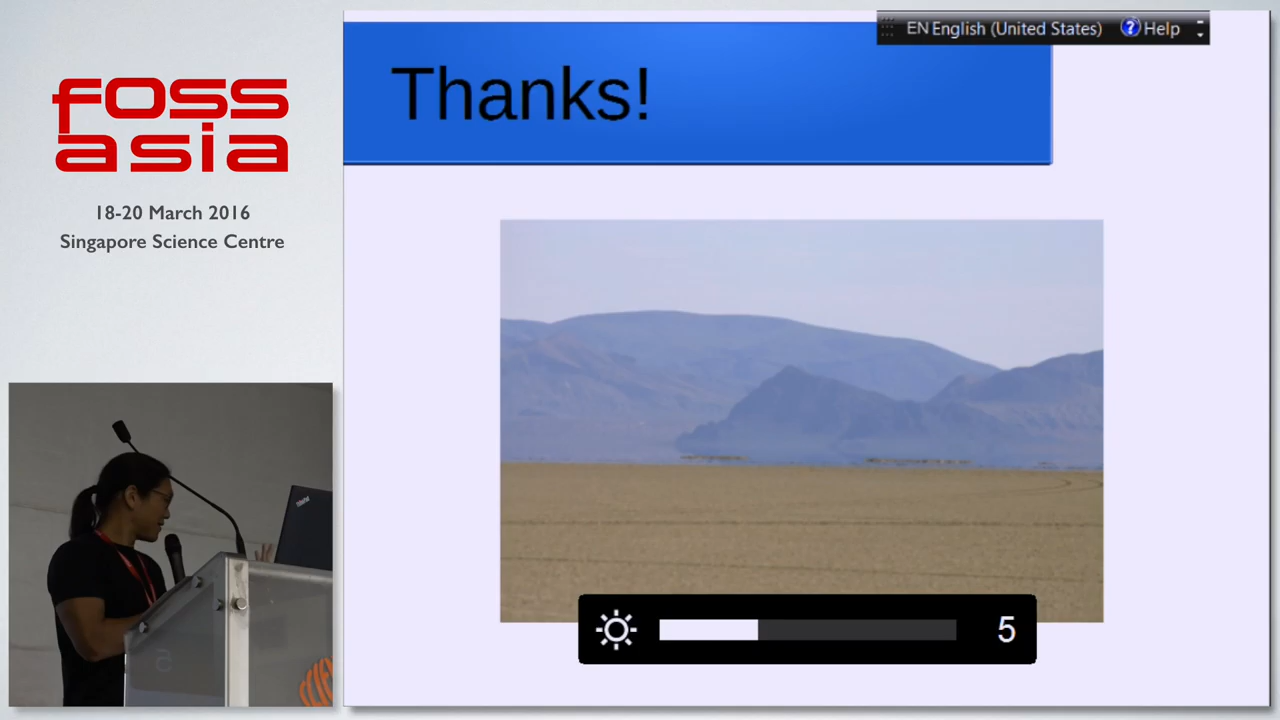 foss
asia
18-20 March 2016
Singapore Science Centre
Thanks!
EN English (United States) ? Help
5